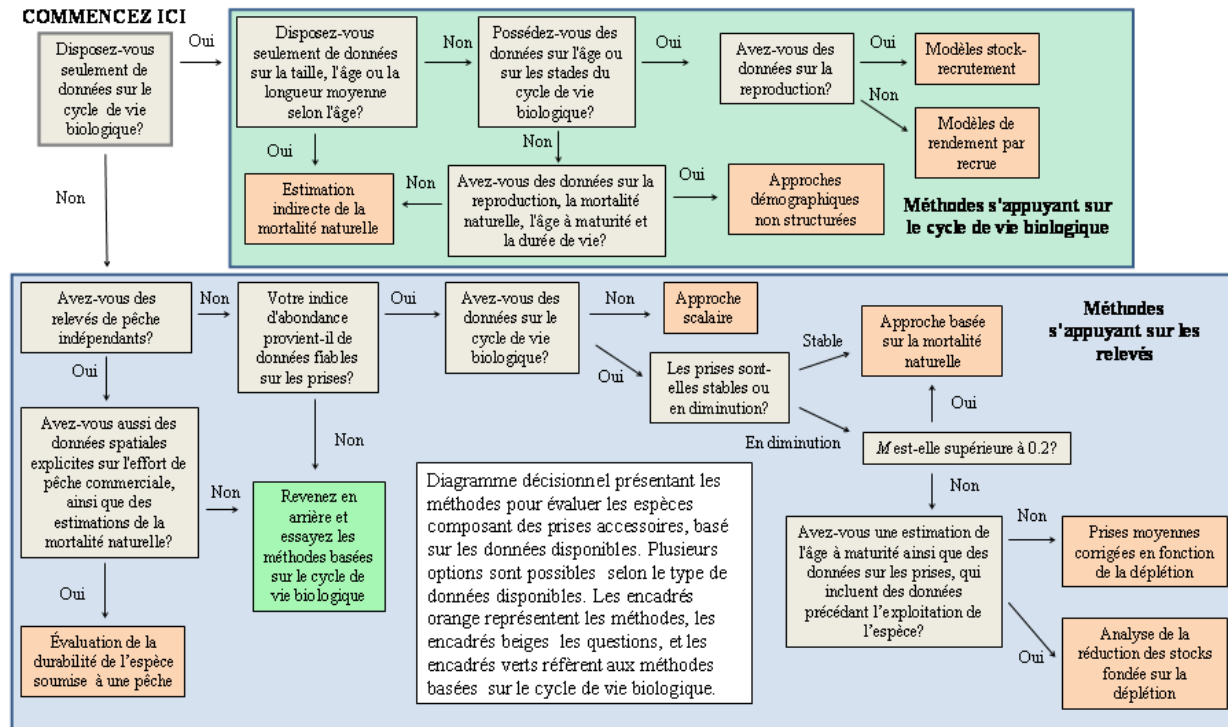 COMMENCEZ ICI
Disposez-vous
seulement de
données sur le
cycle de vie
biologique?
Oui
Non
Disposez-vous
seulement de données
sur la taille, l'âge ou la
longueur moyenne
selon l'âge?
Non
Oui
Possédez-vous des
données sur l'âge ou
sur les stades du
cycle de vie
biologique?
Oui
Non
Avez-vous des
données sur la
reproduction?
Oui
Non
Modèles stock-
recrutement
Modèles de
rendement par
recrue
Estimation
indirecte de la
mortalité naturelle
Non
Avez-vous des données sur la
reproduction, la mortalité
naturelle, l'âge à maturité et
la durée de vie?
Oui
Approches
démographiques
non structurées
Méthodes s'appuyant sur
le cycle de vie biologique
Avez-vous des
relevés de pêche
indépendants?
Non
Oui
Votre indice
d'abondance
provient-il de
données fiables
sur les prises?
Oui
Non
Avez-vous des
données sur le
cycle de vie
biologique?
Non
Oui
Approche
scalaire
Les prises sont-
elles stables ou
en diminution?
Stable
En diminution
Approche basée
sur la mortalité
naturelle
Méthodes
s'appuyant sur les
relevés
Oui
M est-elle supérieure à 0.2?
Non
Avez-vous aussi des
données spatiales
explicites sur l'effort de
pêche commerciale,
ainsi que des
estimations de la
mortalité naturelle?
Non
Oui
Revenez en
arrière et
essayez les
méthodes basées
sur le cycle de
vie biologique
Évaluation de la
durabilité de l'espèce
soumise à une pêche
Diagramme décisionnel présentant les
méthodes pour évaluer les espèces
composant des prises accessoires, basé
sur les données disponibles. Plusieurs
options sont possibles selon le type de
données disponibles. Les encadrés
orange représentent les méthodes, les
encadrés beiges les questions, et les
encadrés verts réfèrent aux méthodes
basées sur le cycle de vie biologique.
Avez-vous une estimation de
l'âge à maturité ainsi que des
données sur les prises, qui
incluent des données
précédant l'exploitation de
l'espèce?
Non
Oui
Prises moyennes
corrigées en fonction
de la déplétion
Analyse de la
réduction des stocks
fondée sur la
déplétion